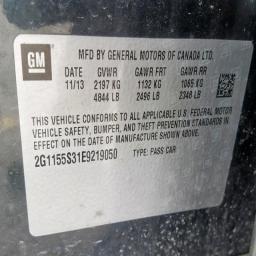 GM
MFD BY GENERAL MOTORS OF CANADA LTD.
DATE GVWR GAWR FRT GAWR RR
11/13 2197 KG 1132 KG 1065 KG
4844 LB 2496 LB 2348 LB
THIS VEHICLE CONFORMS TO ALL APPLICABLE U.S. FEDERAL MOTOR
VEHICLE SAFETY, BUMPER, AND THEFT PREVENTION STANDARDS
IN EFFECT ON THE DATE OF MANUFACTURE SHOWN ABOVE.
2G1155S31E9219050 TYPE: PASS CAR